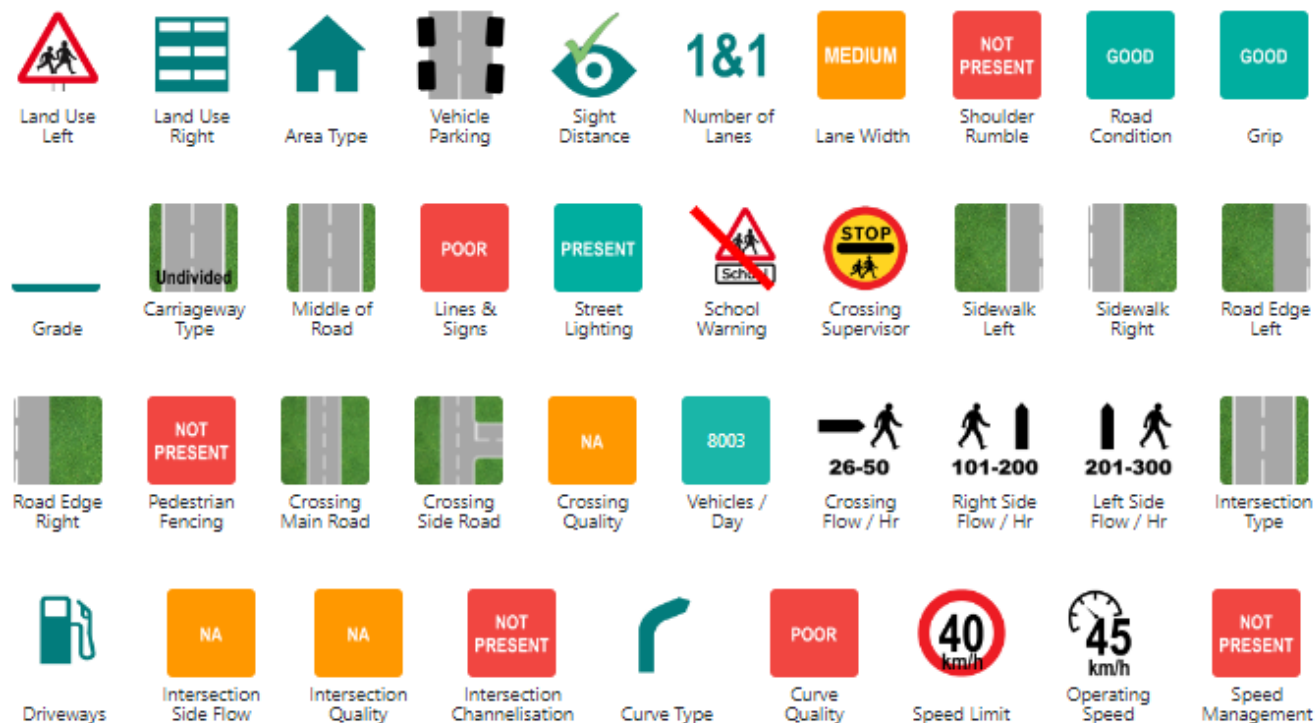 1&1
MEDIUM
NOT
PRESENT
GOOD
GOOD
Land Use
Left
Land Use
Right
Area Type
Vehicle
Parking
Sight
Distance
Number of
Lanes
Lane Width
Shoulder
Rumble
Road
Condition
Grip
Undivided
POOR
PRESENT
School
STOP
Grade
Carriageway
Type
Middle of
Road
Lines &
Signs
Street
Lighting
School
Warning
Crossing
Supervisor
Sidewalk
Left
Sidewalk
Right
Road Edge
Left
NOT
PRESENT
NA
8003
26-50
101-200
201-300
Road Edge
Right
Pedestrian
Fencing
Crossing
Main Road
Crossing
Side Road
Crossing
Quality
Vehicles /
Day
Crossing
Flow / Hr
Right Side
Flow / Hr
Left Side
Flow / Hr
Intersection
Type
NA
NA
NOT
PRESENT
POOR
40
km/h
45
km/h
NOT
PRESENT
Driveways
Intersection
Side Flow
Intersection
Quality
Intersection
Channelisation
Curve Type
Curve
Quality
Speed Limit
Operating
Speed
Speed
Management